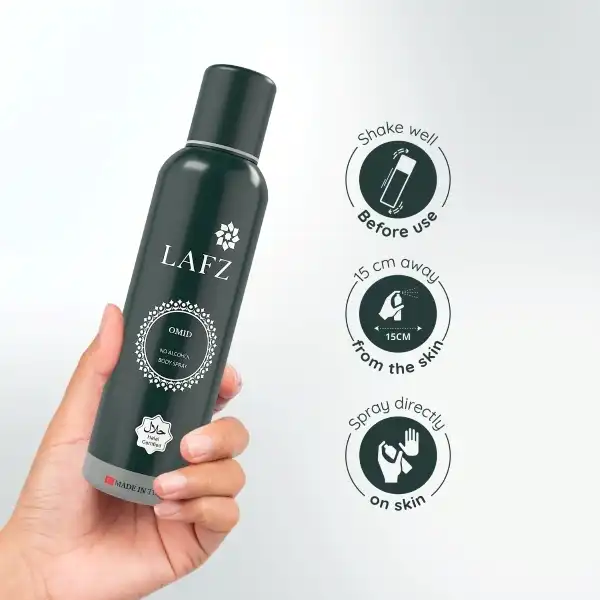 LAFZ
OMID
NO ALCOHOL
BODY SPRAY
حلال
Halal
Certified
MADE IN
Shake well
Before use
15 cm away
15CM
from the skin
Spray directly
on skin